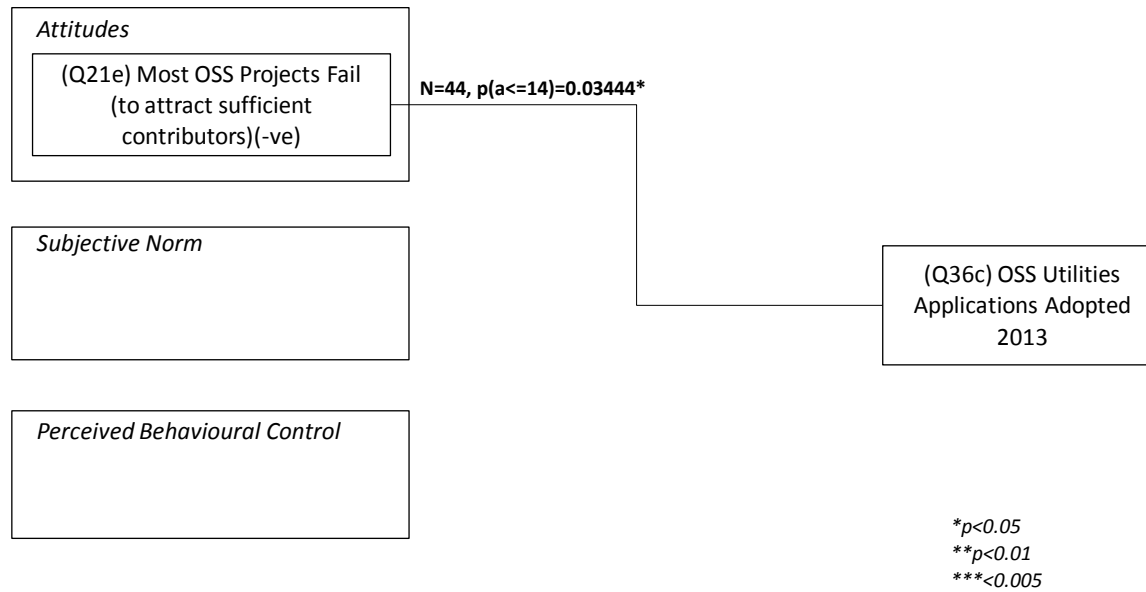 Attitudes
(Q21e) Most OSS Projects Fail
(to attract sufficient
contributors)(-ve)
N=44, p(a<=14)=0.03444*
Subjective Norm
(Q36c) OSS Utilities
Applications Adopted
2013
Perceived Behavioural Control
*p<0.05
**p<0.01
***<0.005